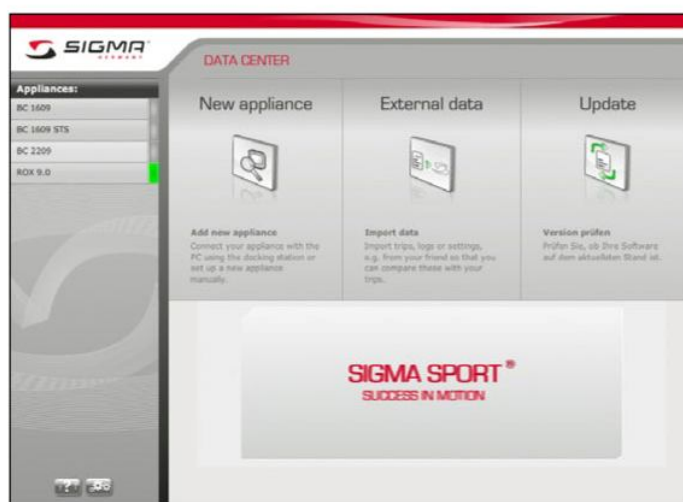 SIGMA
GERMANY
DATA CENTER
Appliances:
BC 1609
BC 1609 STS
BC 2209
ROX 9.0
New appliance
Add new appliance
Connect your appliance with the
PC using the docking station or
set up a new appliance
manually.
External data
Import data
Import trips, logs or settings,
e.g. from your friend so that you
can compare these with your
trips.
Update
Version prüfen
Prüfen Sie, ob Ihre Software
auf dem aktuellsten Stand ist.
SIGMA SPORT®
SUCCESS IN MOTION
?